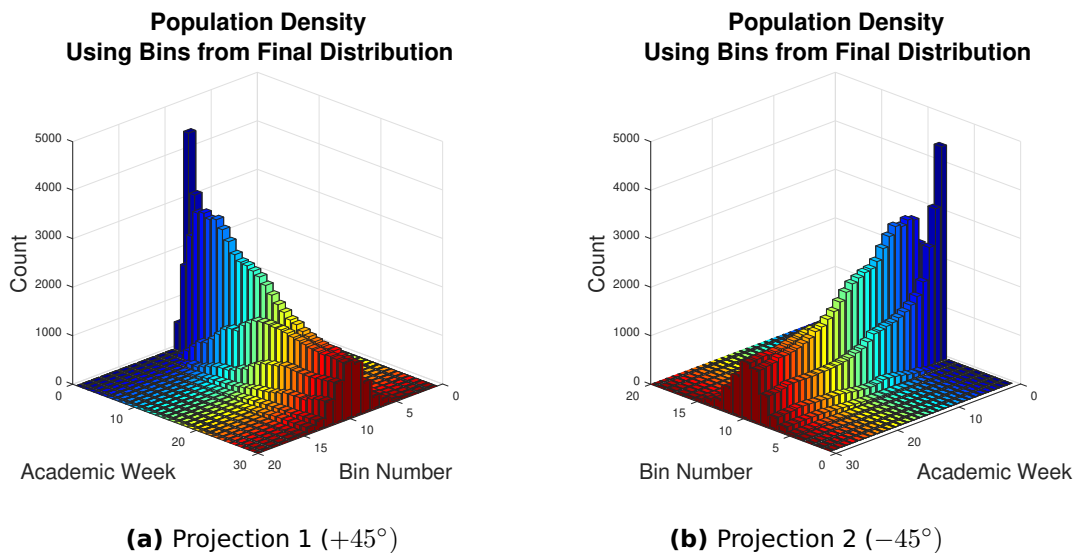 Population Density
Using Bins from Final Distribution
5000
4000
3000
2000
1000
0
Count
0
10
20
30
Academic Week
20
15
10
5
0
Bin Number
(a) Projection 1 (+45°)
Population Density
Using Bins from Final Distribution
5000
4000
3000
2000
1000
0
Count
20
15
10
5
0
Bin Number
30
20
10
0
Academic Week
(b) Projection 2 (−45°)